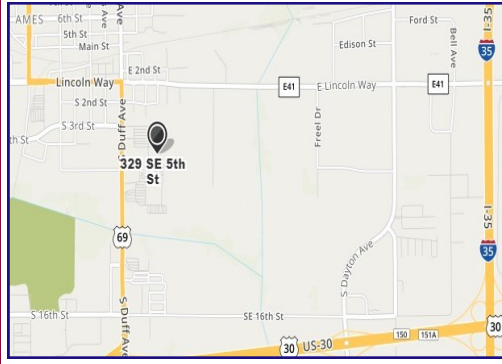 AMES
6th St
Ford St
I-35
5th St
Main St
Edison St
Bell Ave
35
E 2nd St
Lincoln Way
E41
E Lincoln Way
E41
S 2nd St
S Duff Ave
Freel Dr
S 3rd St
th St
329 SE 5th
St
I-35
69
35
S Dayton Ave
S 16th St
SE 16th St
S Duff Ave
150
151A
30
30
US-30